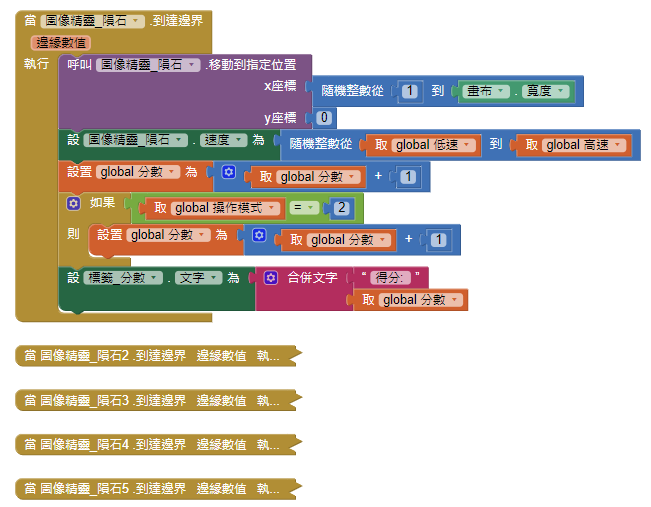 當 圖像精靈_隕石 .到達邊界
邊緣數值
執行 呼叫 圖像精靈_隕石 .移動到指定位置
x座標 隨機整數從 1 到 畫布 . 寬度
y座標 0
設 圖像精靈_隕石 . 速度 為 隨機整數從 取 global 低速 到 取 global 高速
設置 global 分數 為 取 global 分數 + 1
如果 取 global 操作模式 = 2
則 設置 global 分數 為 取 global 分數 + 1
設 標籤_分數 . 文字 為 合併文字 “ 得分: ”
取 global 分數
當 圖像精靈_隕石2 .到達邊界 邊緣數值 執...
當 圖像精靈_隕石3 .到達邊界 邊緣數值 執...
當 圖像精靈_隕石4 .到達邊界 邊緣數值 執...
當 圖像精靈_隕石5 .到達邊界 邊緣數值 執...